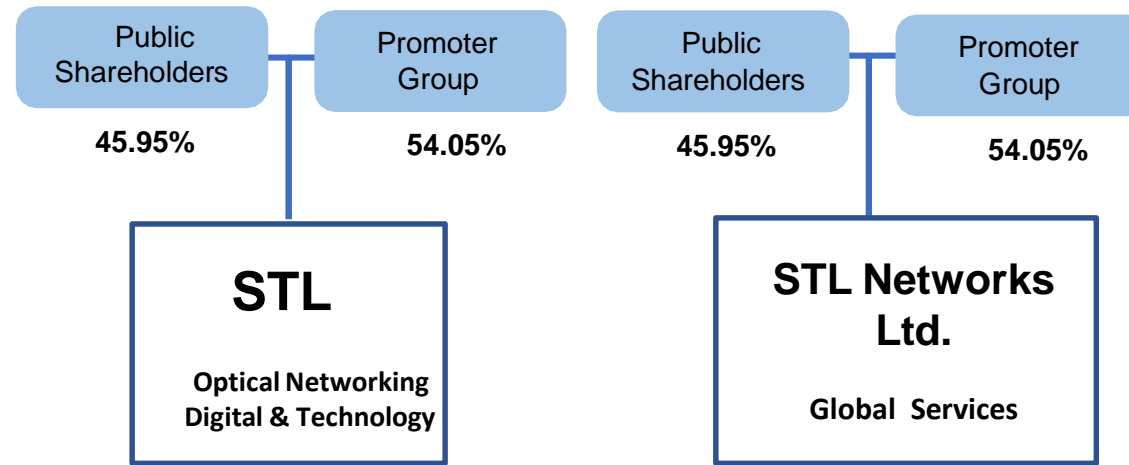 Public
Shareholders
Promoter
Group
45.95%
54.05%
STL
Optical Networking
Digital & Technology
Public
Shareholders
Promoter
Group
45.95%
54.05%
STL Networks
Ltd.
Global Services